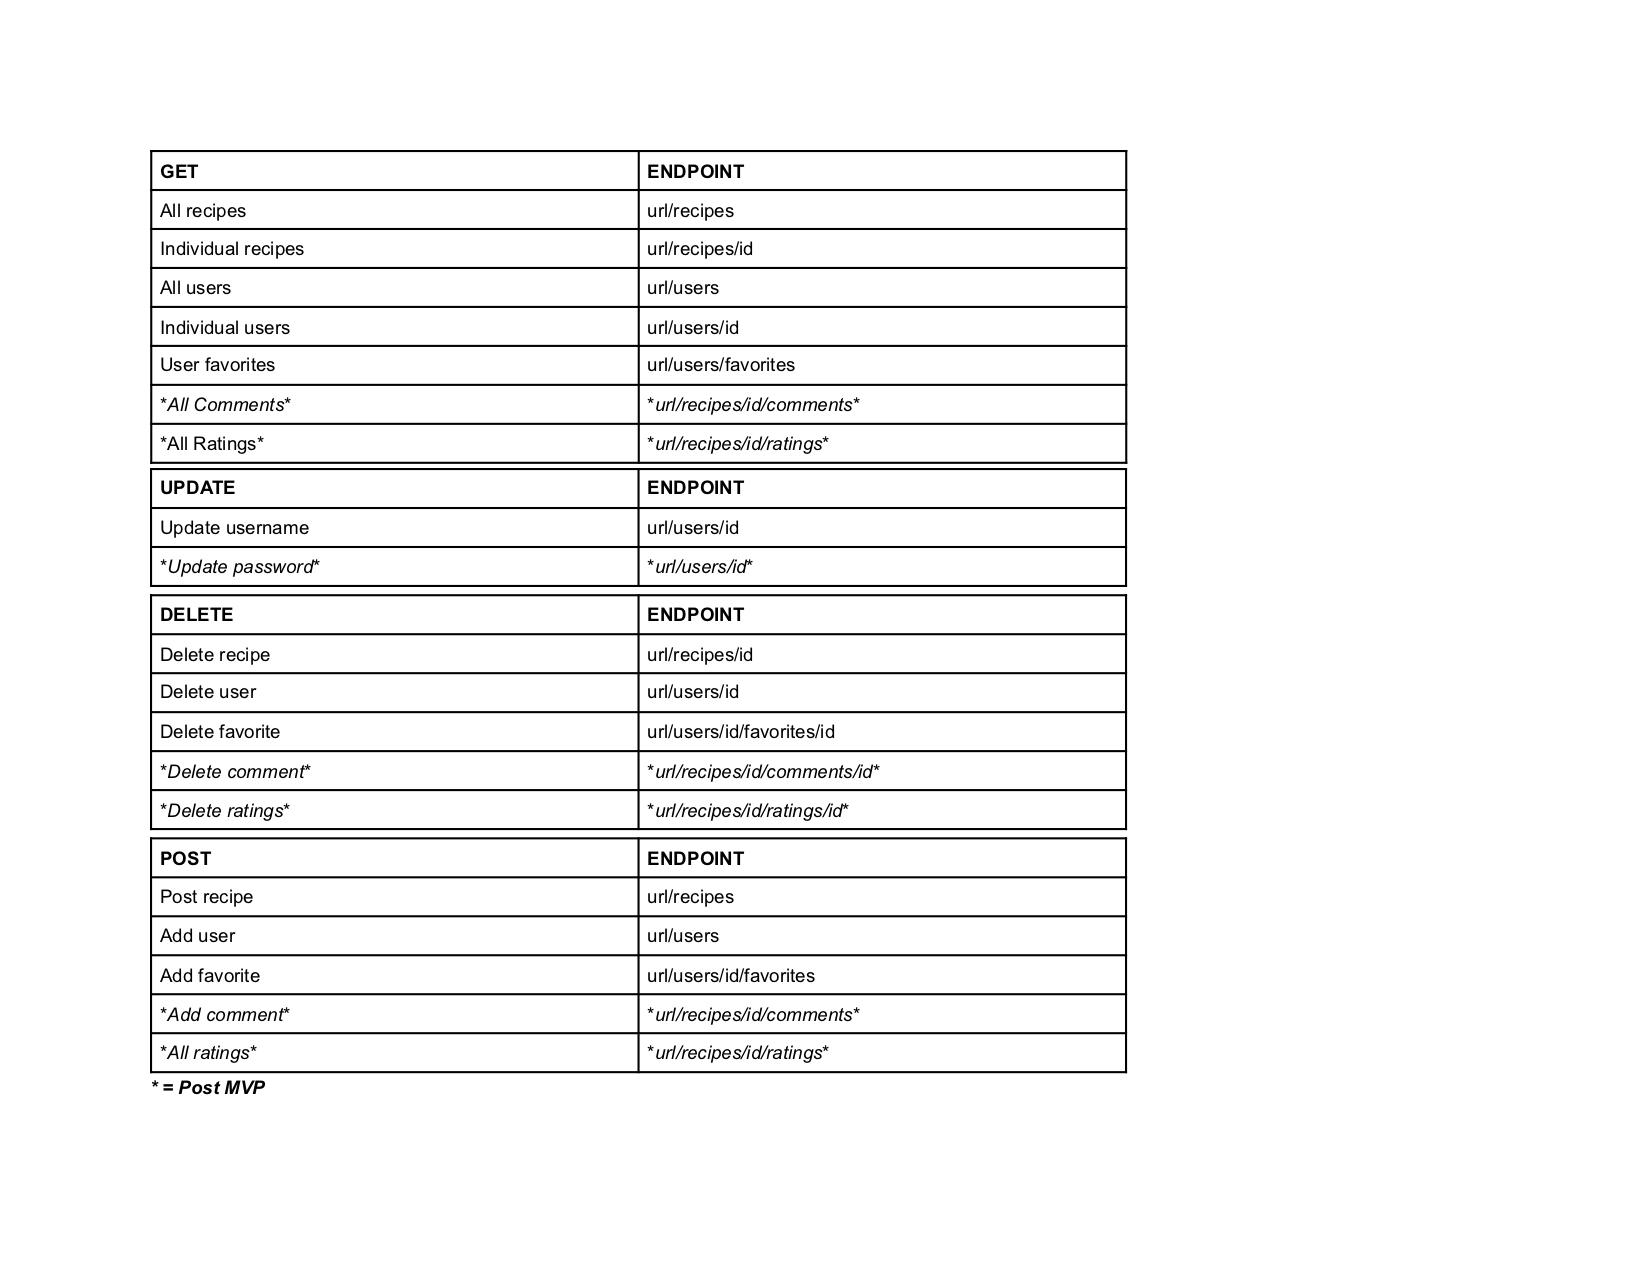 GET ENDPOINT
All recipes url/recipes
Individual recipes url/recipes/id
All users url/users
Individual users url/users/id
User favorites url/users/favorites
*All Comments* *url/recipes/id/comments*
*All Ratings* *url/recipes/id/ratings*
UPDATE ENDPOINT
Update username url/users/id
*Update password* *url/users/id*
DELETE ENDPOINT
Delete recipe url/recipes/id
Delete user url/users/id
Delete favorite url/users/id/favorites/id
*Delete comment* *url/recipes/id/comments/id*
*Delete ratings* *url/recipes/id/ratings/id*
POST ENDPOINT
Post recipe url/recipes
Add user url/users
Add favorite url/users/id/favorites
*Add comment* *url/recipes/id/comments*
*All ratings* *url/recipes/id/ratings*
* = Post MVP